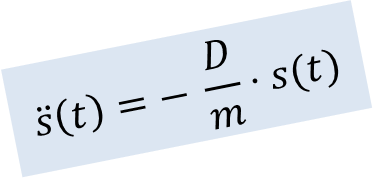 s̈(t) = − D/m · s(t)